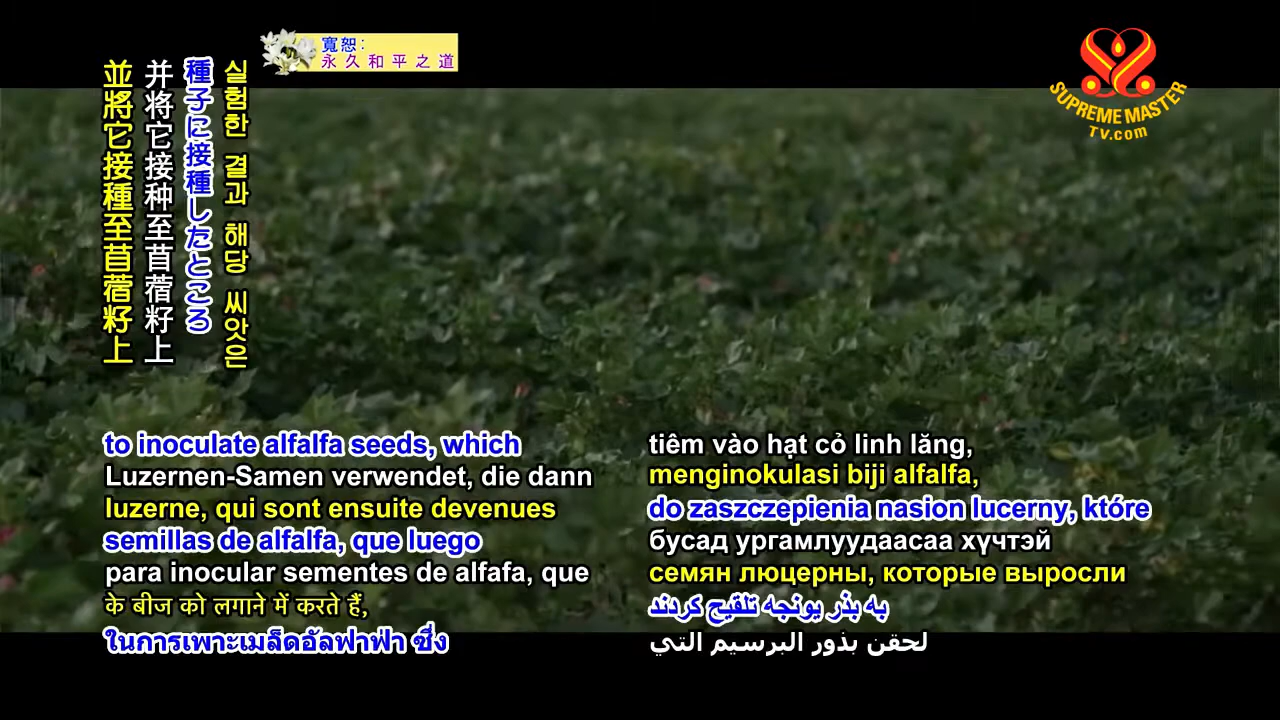 寬恕：
永久和平之道
SUPREME MASTER
TV.com
실험한 결과 해당 씨앗은
種子に接種したところ
并将它接种至苜蓿籽上
並將它接種至苜蓿籽上
to inoculate alfalfa seeds, which
Luzernen-Samen verwendet, die dann
luzerne, qui sont ensuite devenues
semillas de alfalfa, que luego
para inocular sementes de alfafa, que
के बीज को लगाने में करते हैं,
ในการเพาะเมล็ดอัลฟาฟ่า ซึ่ง
tiêm vào hạt cỏ linh lăng,
menginokulasi biji alfalfa,
do zaszczepienia nasion lucerny, które
бусад ургамлуудаасаа хүчтэй
семян люцерны, которые выросли
به بذر یونجه تلقیح کردند
لحقن بذور البرسيم التي